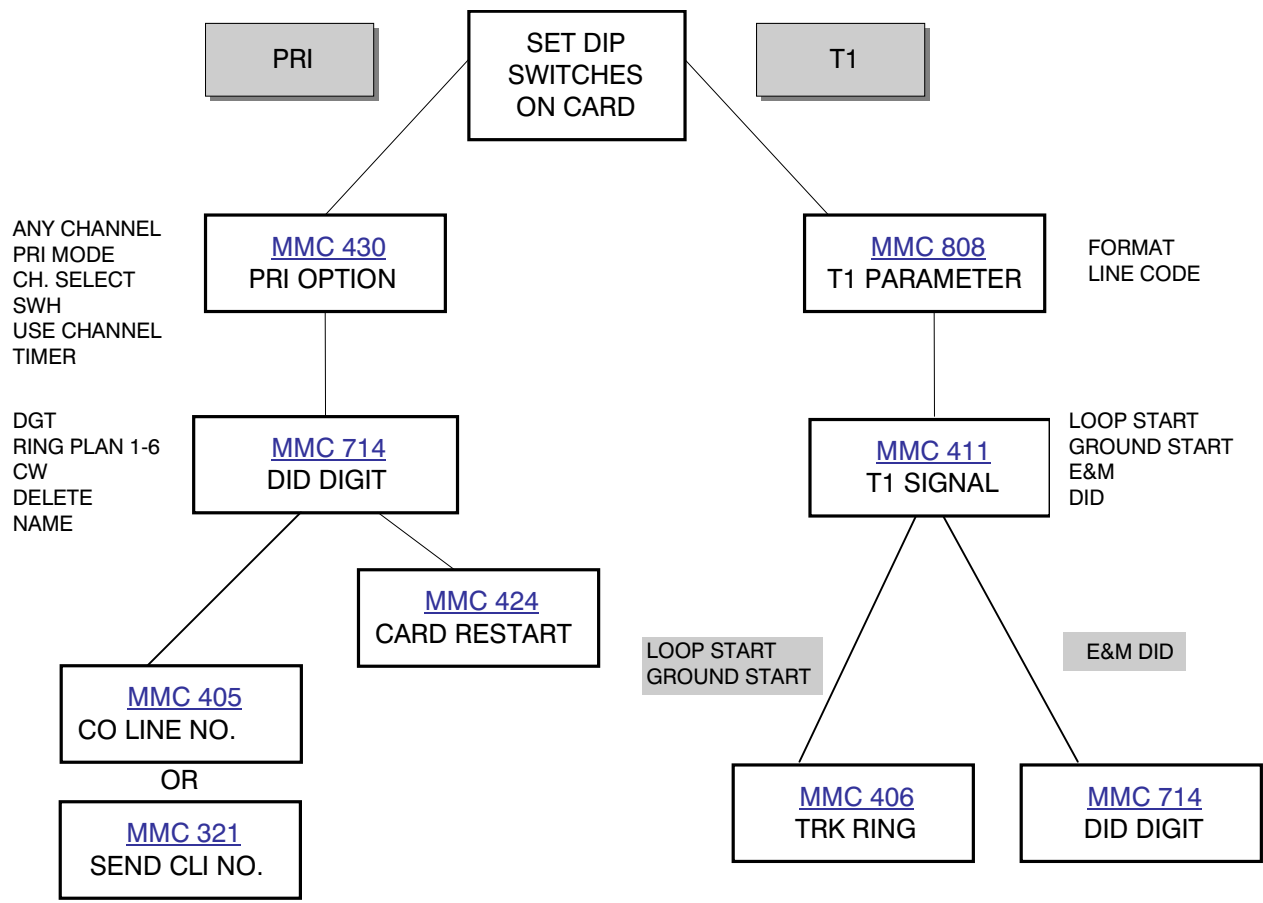 PRI
SET DIP
SWITCHES
ON CARD
T1
ANY CHANNEL
PRI MODE
CH. SELECT
SWH
USE CHANNEL
TIMER
MMC 430
PRI OPTION
MMC 808
T1 PARAMETER
FORMAT
LINE CODE
DGT
RING PLAN 1-6
CW
DELETE
NAME
MMC 714
DID DIGIT
MMC 411
T1 SIGNAL
LOOP START
GROUND START
E&M
DID
MMC 424
CARD RESTART
LOOP START
GROUND START
E&M DID
MMC 405
CO LINE NO.
OR
MMC 321
SEND CLI NO.
MMC 406
TRK RING
MMC 714
DID DIGIT